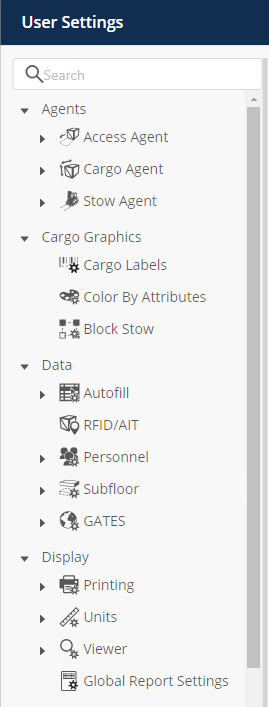 User Settings
Search
Agents
Access Agent
Cargo Agent
Stow Agent
Cargo Graphics
Cargo Labels
Color By Attributes
Block Stow
Data
Autofill
RFID/AIT
Personnel
Subfloor
GATES
Display
Printing
Units
Viewer
Global Report Settings